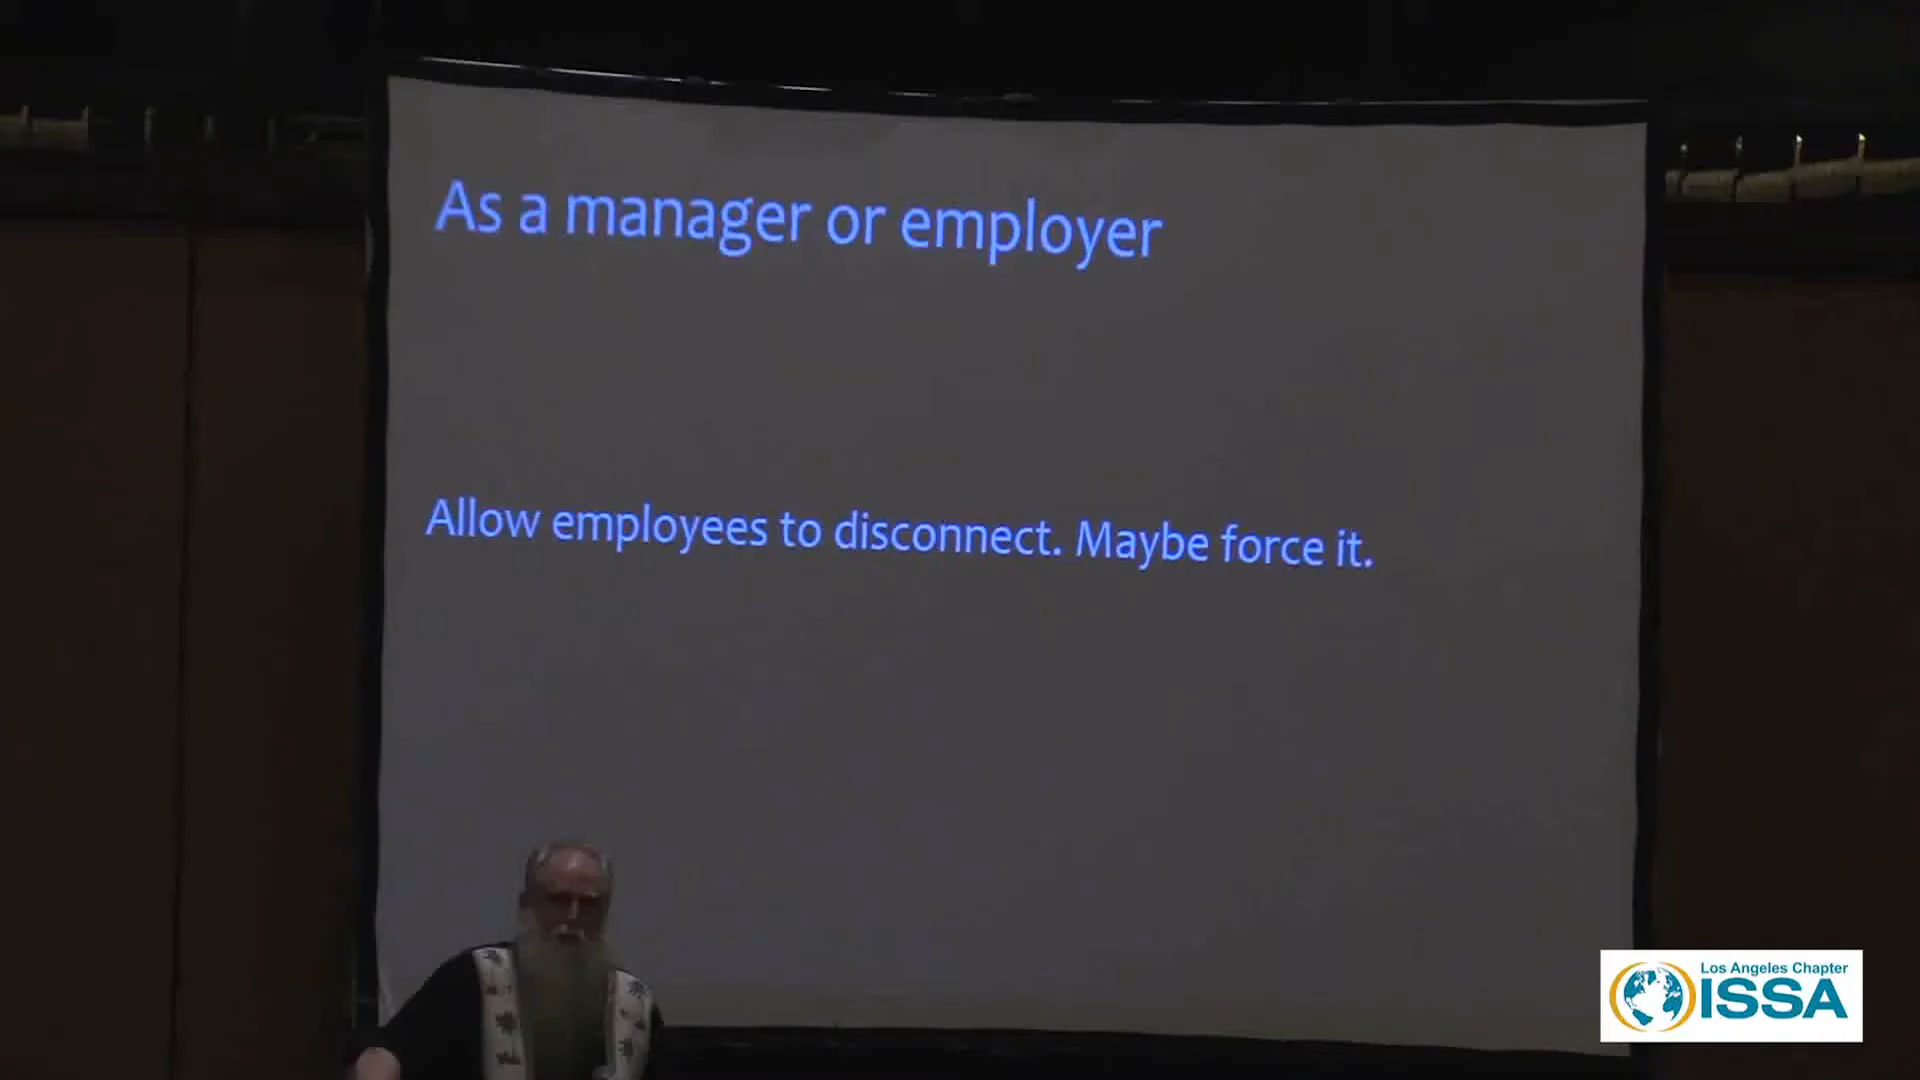 As a manager or employer
Allow employees to disconnect. Maybe force it.
Los Angeles Chapter
ISSA